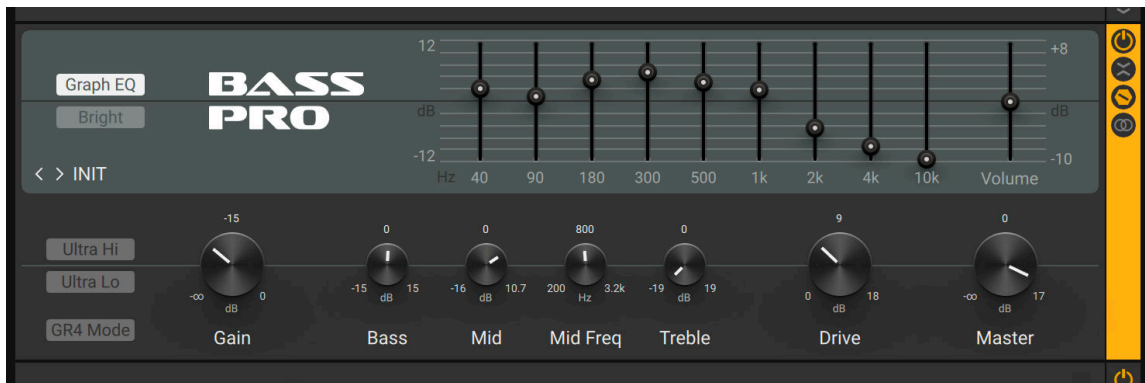 12
+8
Graph EQ
BASS
PRO
Bright
dB
dB
-12
-10
< > INIT
Hz 40 90 180 300 500 1k 2k 4k 10k Volume
-15
0
0
800
0
9
0
Ultra Hi
Ultra Lo
-∞ dB 0
-15 dB 15
-16 dB 10.7
200 Hz 3.2k
-19 dB 19
0 dB 18
-∞ dB 17
GR4 Mode
Gain Bass Mid Mid Freq Treble Drive Master